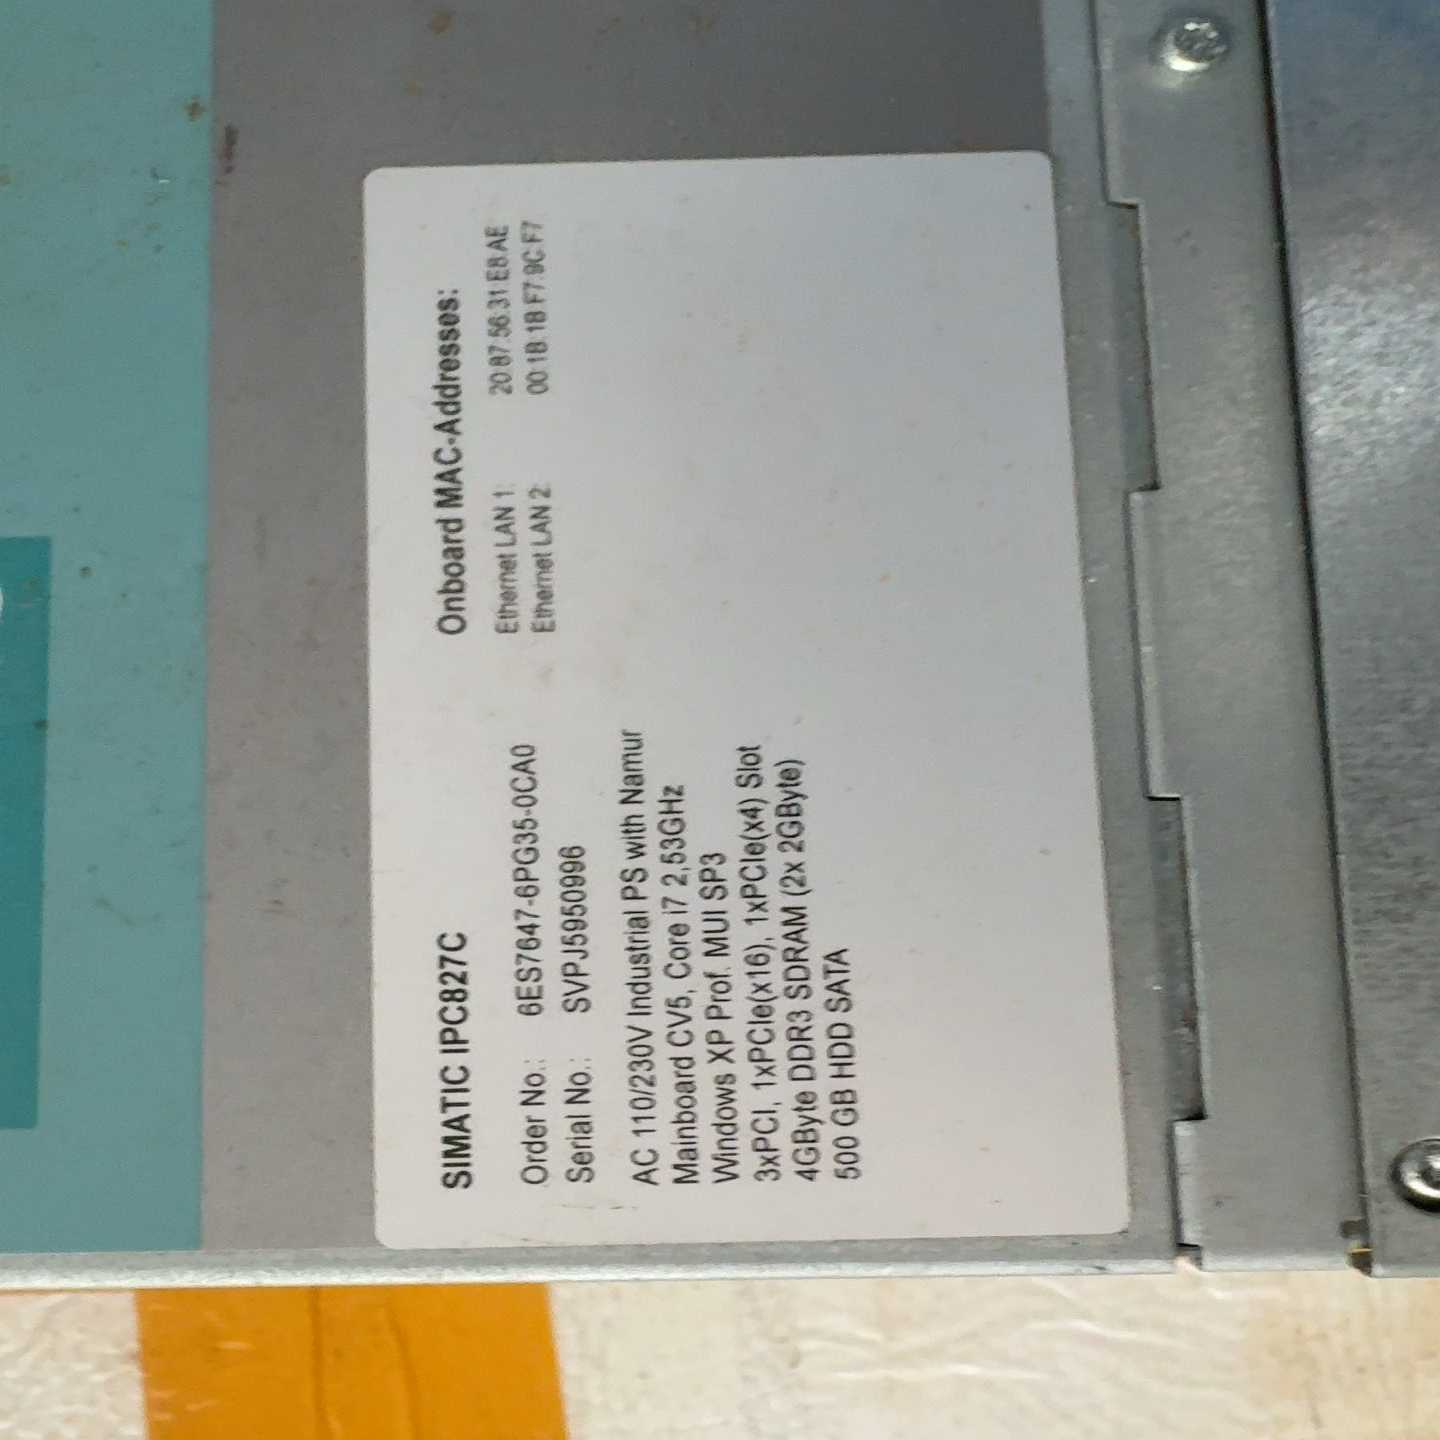 SIMATIC IPC827C
Order No.: 6ES7647-6PG35-0CA0
Serial No.: SVPJ5950996
AC 110/230V Industrial PS with Namur
Mainboard CV5, Core i7 2,53GHz
Windows XP Prof. MUI SP3
3xPCI, 1xPCIe(x16), 1xPCIe(x4) Slot
4GByte DDR3 SDRAM (2x 2GByte)
500 GB HDD SATA
Onboard MAC-Addresses:
Ethernet LAN 1: 20:87:56:31:E8:AE
Ethernet LAN 2: 00:1B:1B:F7:9C:F7